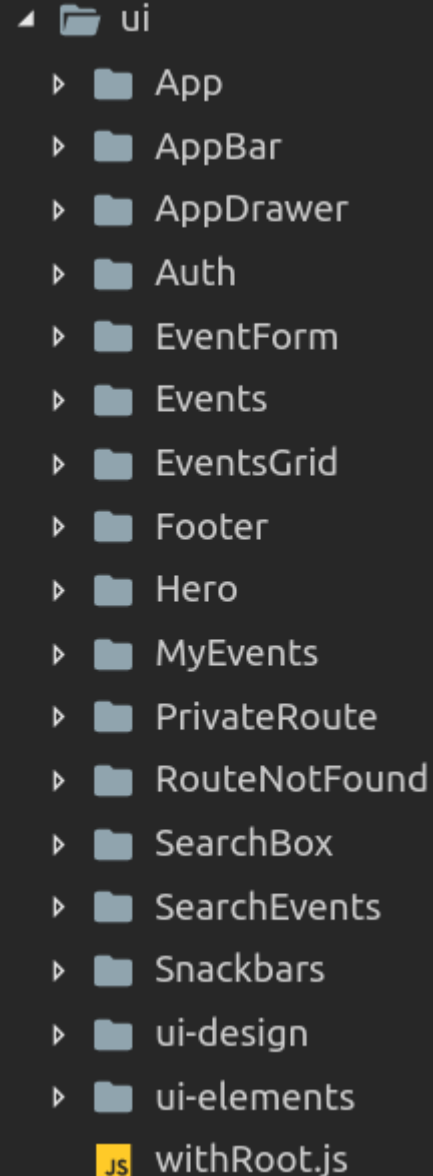 ui
App
AppBar
AppDrawer
Auth
EventForm
Events
EventsGrid
Footer
Hero
MyEvents
PrivateRoute
RouteNotFound
SearchBox
SearchEvents
Snackbars
ui-design
ui-elements
JS withRoot.js